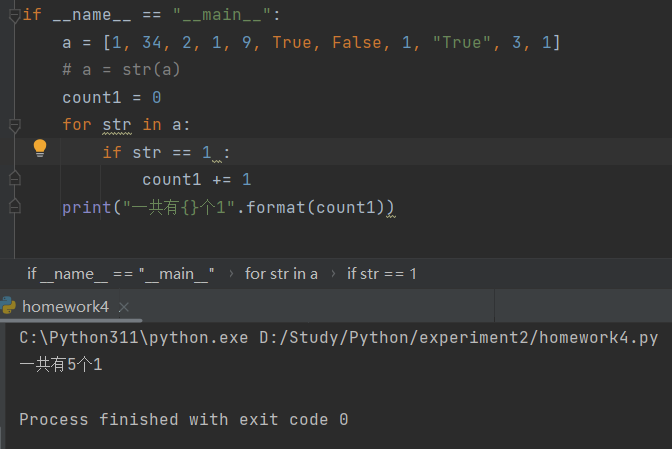 if __name__ == "__main__":
    a = [1, 34, 2, 1, 9, True, False, 1, "True", 3, 1]
    # a = str(a)
    count1 = 0
    for str in a:
        if str == 1 :
            count1 += 1
    print("一共有{}个1".format(count1))
if __name__ == "__main__" › for str in a › if str == 1
homework4 ×
C:\Python311\python.exe D:/Study/Python/experiment2/homework4.py
一共有5个1
Process finished with exit code 0